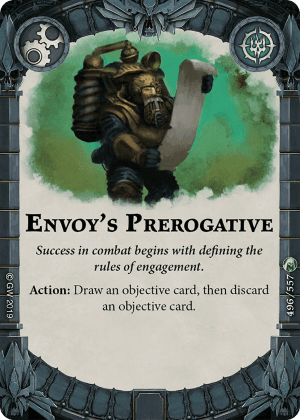 ENVOY'S PREROGATIVE
Success in combat begins with defining the
rules of engagement.
Action: Draw an objective card, then discard
an objective card.
© GW 2019
496/557